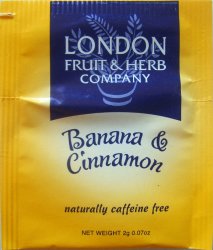 LONDON
FRUIT & HERB
COMPANY
Banana &
Cinnamon
naturally caffeine free
NET WEIGHT 2g 0.07oz